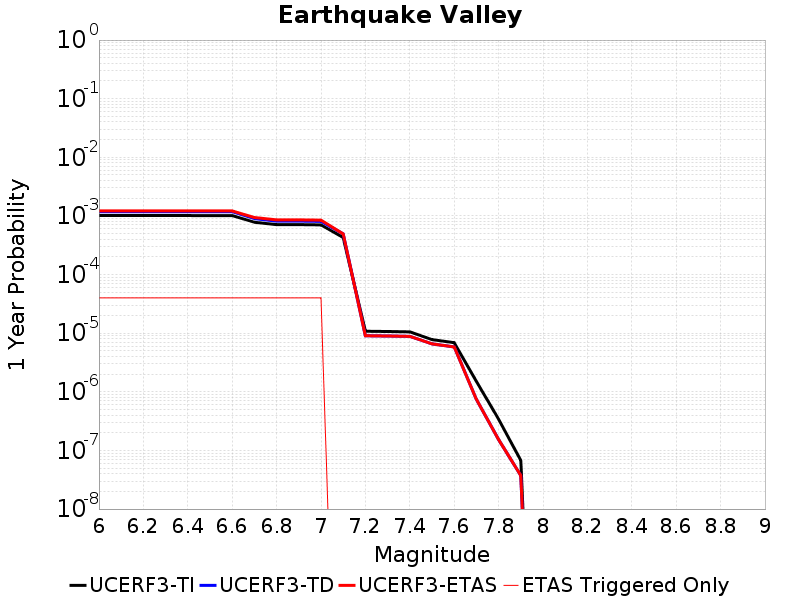 Earthquake Valley
1 Year Probability
10^0
10^-1
10^-2
10^-3
10^-4
10^-5
10^-6
10^-7
10^-8
6 6.2 6.4 6.6 6.8 7 7.2 7.4 7.6 7.8 8 8.2 8.4 8.6 8.8 9
Magnitude
UCERF3-TI UCERF3-TD UCERF3-ETAS ETAS Triggered Only